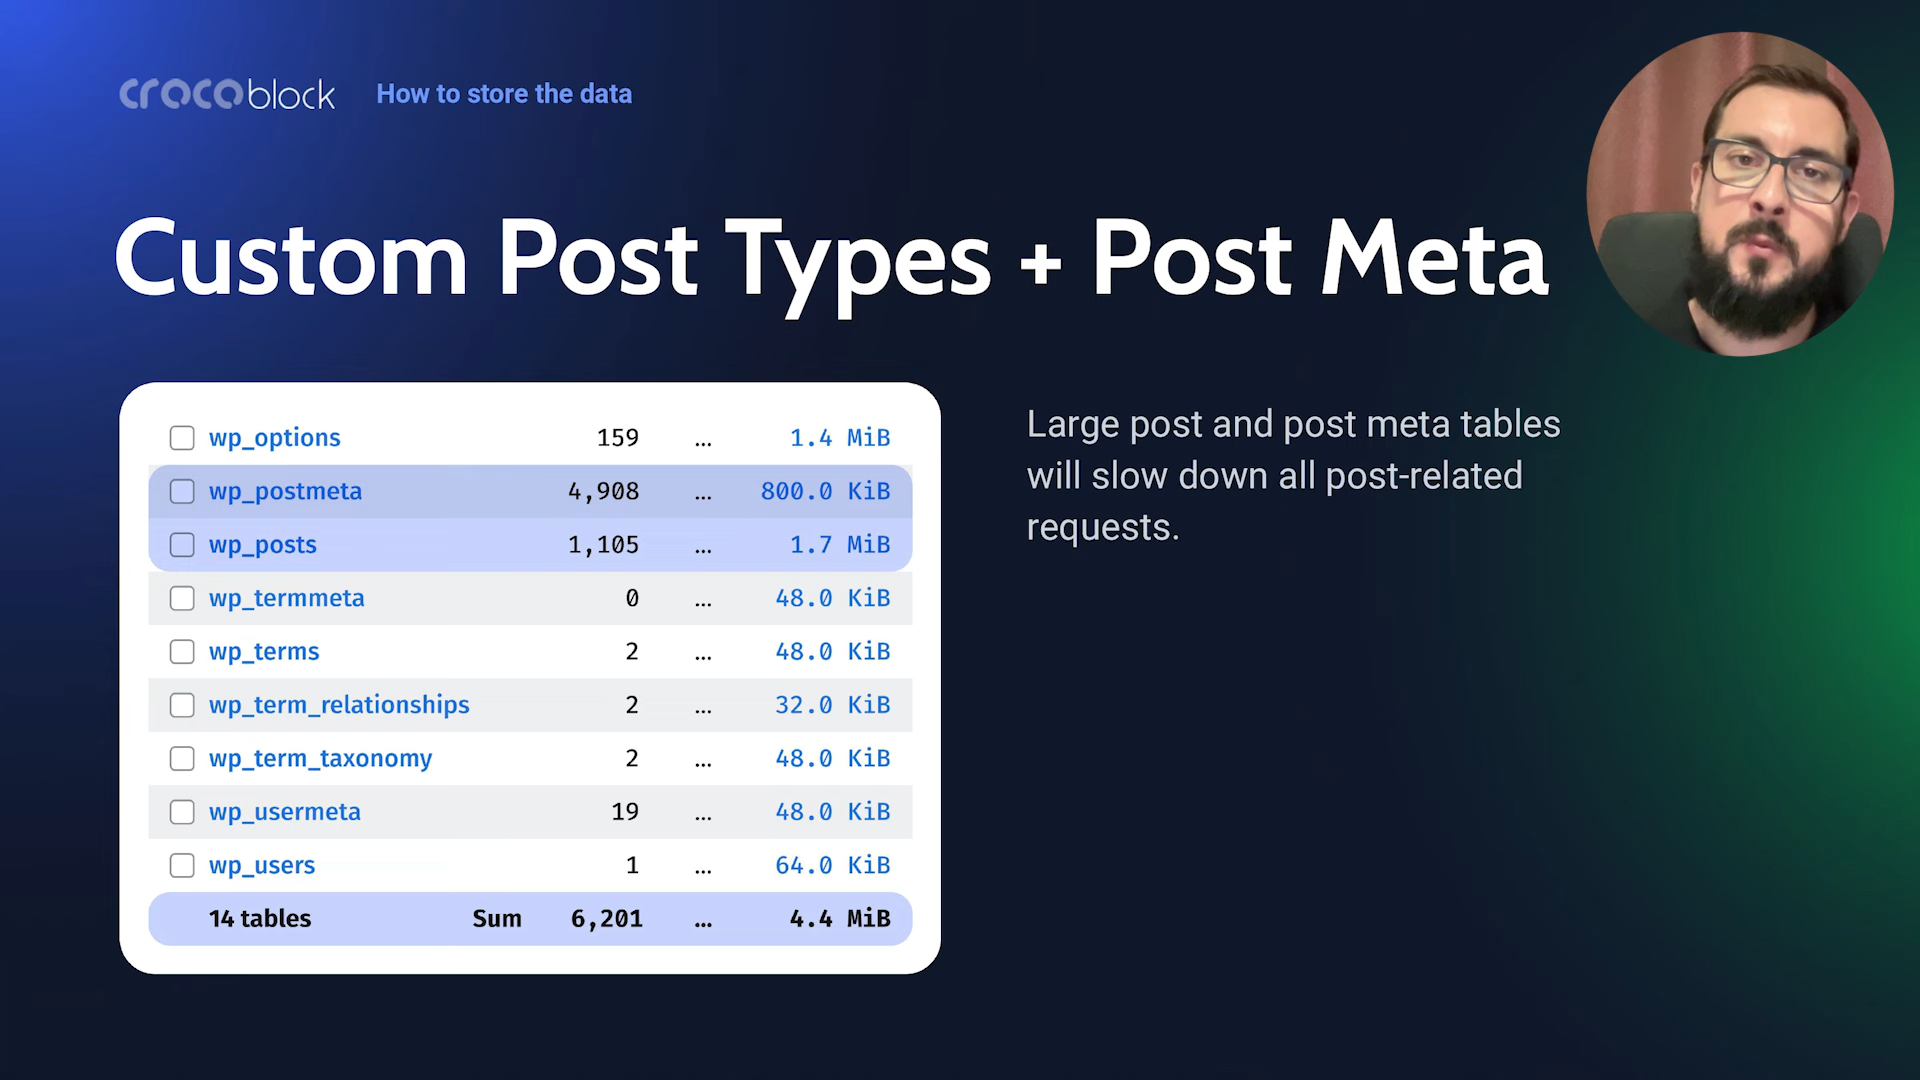 crocoblock
How to store the data
Custom Post Types + Post Meta
wp_options 159 ... 1.4 MiB
wp_postmeta 4,908 ... 800.0 KiB
wp_posts 1,105 ... 1.7 MiB
wp_termmeta 0 ... 48.0 KiB
wp_terms 2 ... 48.0 KiB
wp_term_relationships 2 ... 32.0 KiB
wp_term_taxonomy 2 ... 48.0 KiB
wp_usermeta 19 ... 48.0 KiB
wp_users 1 ... 64.0 KiB
14 tables Sum 6,201 ... 4.4 MiB
Large post and post meta tables
will slow down all post-related
requests.